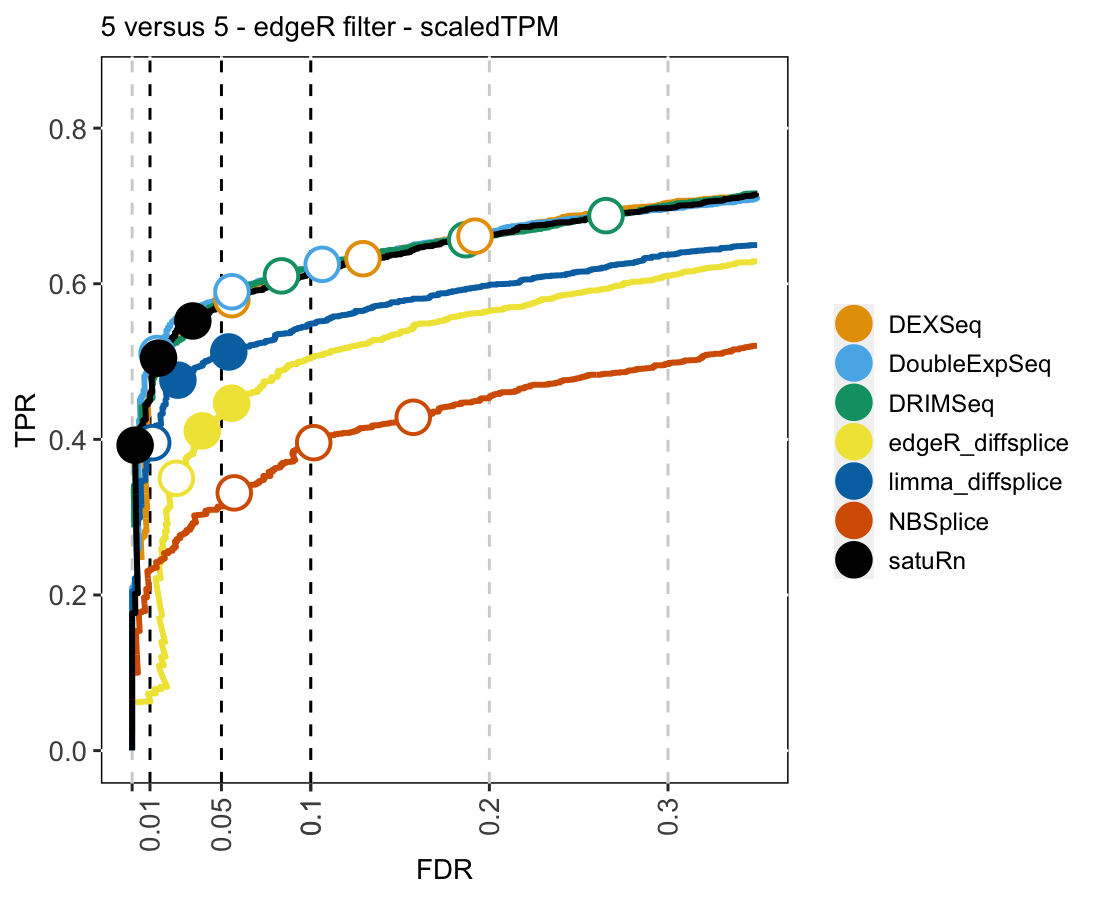 5 versus 5 - edgeR filter - scaledTPM
TPR
0.8
0.6
0.4
0.2
0.0
0.01
0.05
0.1
0.2
0.3
FDR
DEXSeq
DoubleExpSeq
DRIMSeq
edgeR_diffsplice
limma_diffsplice
NBSplice
satuRn